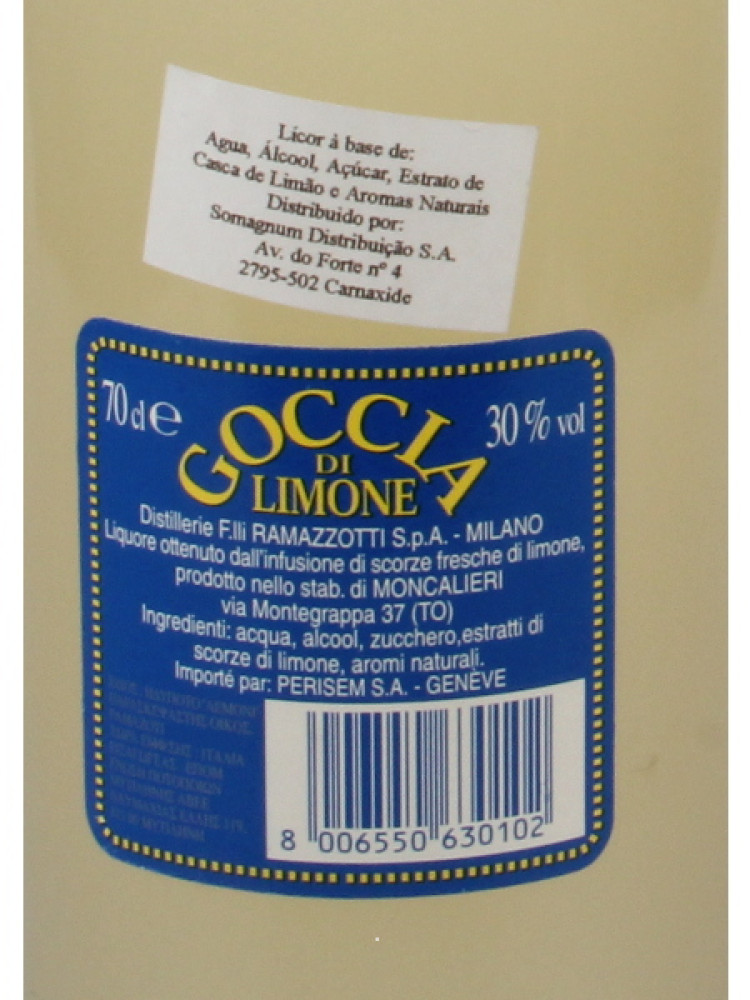 Licor à base de:
Agua, Álcool, Açúcar, Estrato de
Casca de Limão e Aromas Naturais
Distribuido por:
Somagnum Distribuição S.A.
Av. do Forte nº 4
2795-502 Carnaxide
70 cl e
30 % vol
GOCCIA
DI
LIMONE
Distillerie F.lli RAMAZZOTTI S.p.A. - MILANO
Liquore ottenuto dall'infusione di scorze fresche di limone,
prodotto nello stab. di MONCALIERI
via Montegrappa 37 (TO)
Ingredienti: acqua, alcool, zucchero,estratti di
scorze di limone, aromi naturali.
Importé par: PERISEM S.A. - GENÈVE
8 006550 630102